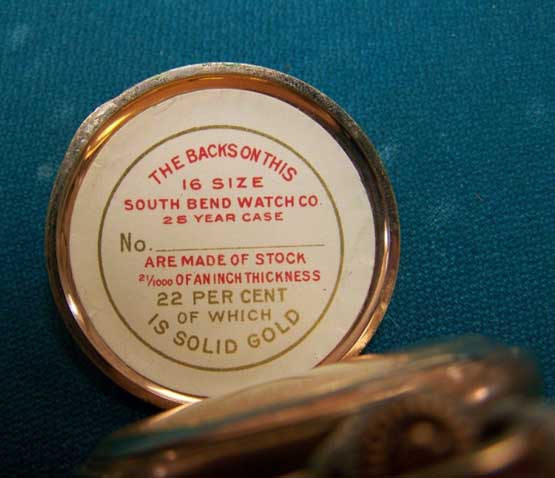 THE BACKS ON THIS
16 SIZE
SOUTH BEND WATCH CO.
25 YEAR CASE
No.
ARE MADE OF STOCK
21/1000 OF AN INCH THICKNESS
22 PER CENT
OF WHICH
IS SOLID GOLD